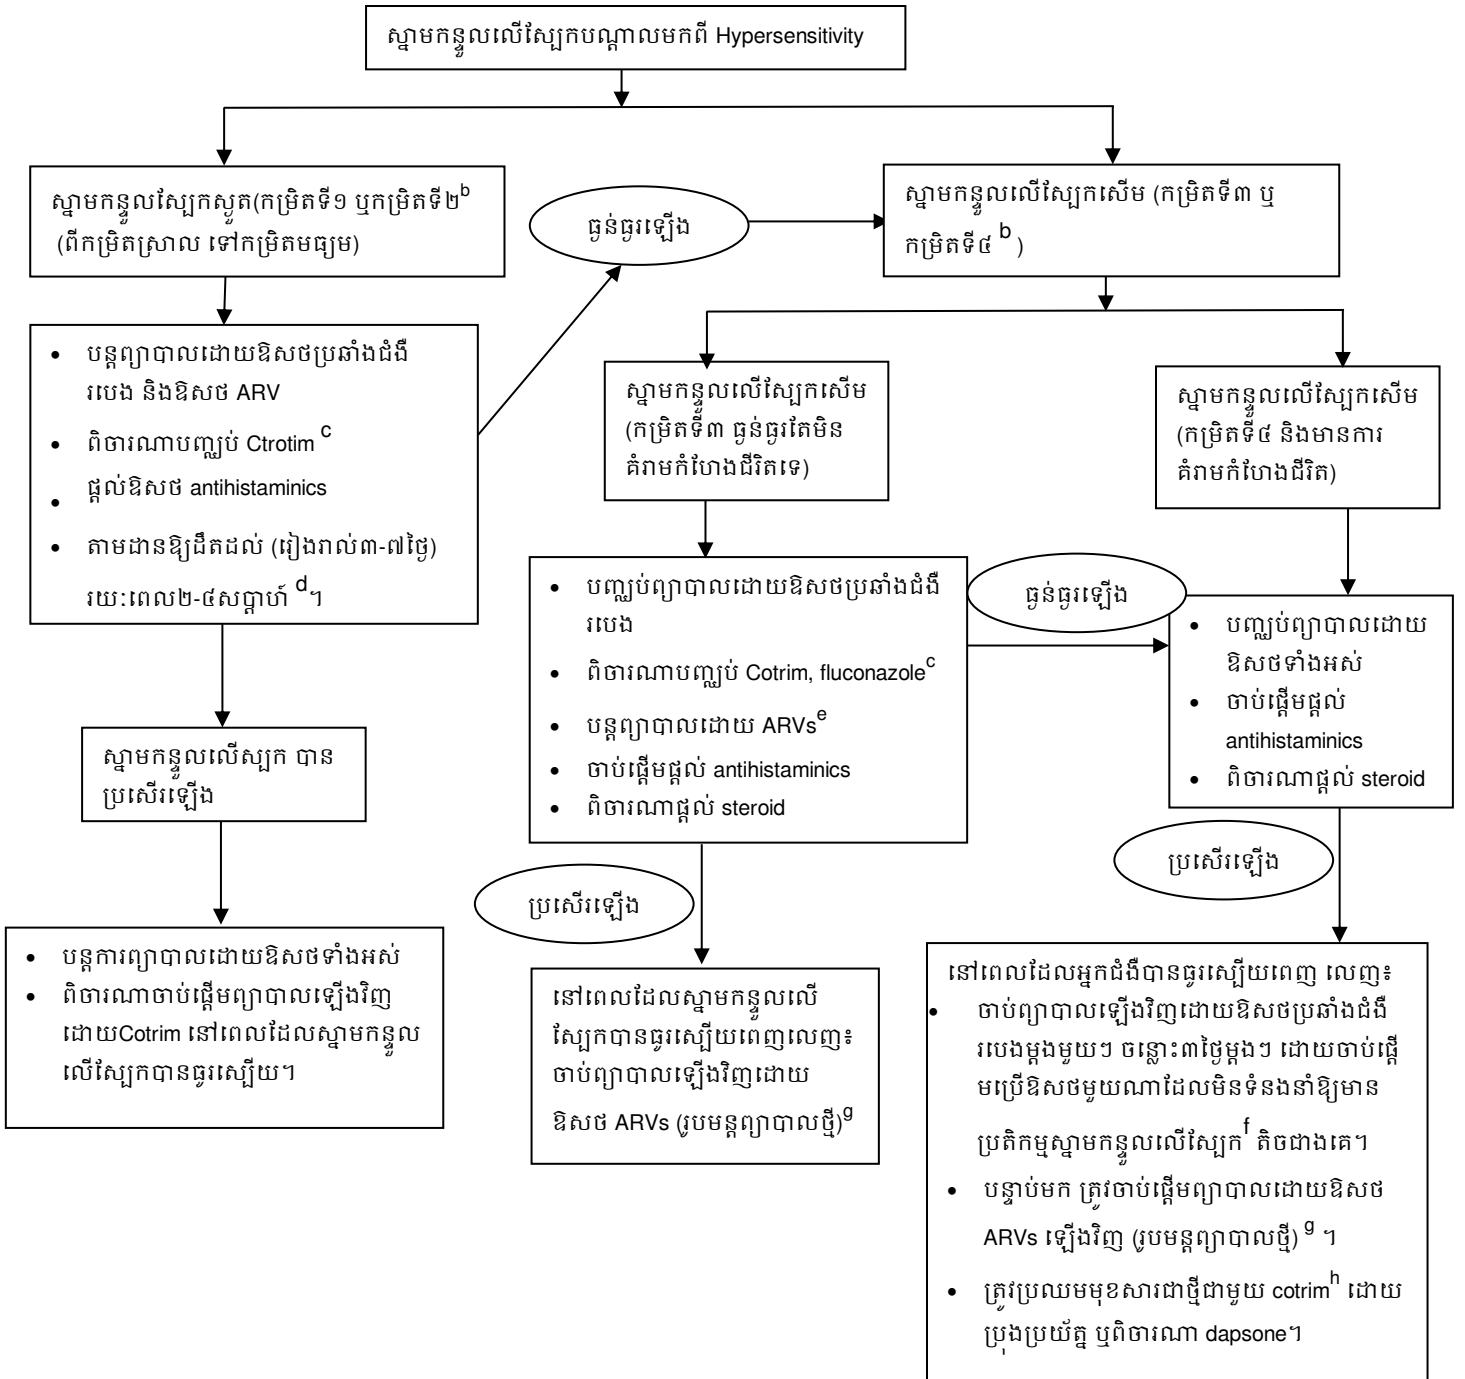 ស្នាមកន្ទួលលើស្បែកបណ្តាលមកពី Hypersensitivity
ស្នាមកន្ទួលស្បែកស្ងួត(កម្រិតទី១ ឬកម្រិតទី២b
(ពីកម្រិតស្រាល ទៅកម្រិតមធ្យម)
ធ្ងន់ធ្ងរឡើង
ស្នាមកន្ទួលលើស្បែកសើម (កម្រិតទី៣ ឬ
កម្រិតទី៤ b )
• បន្តព្យាបាលដោយឱសថប្រឆាំងជំងឺ
របេង និងឱសថ ARV
• ពិចារណាបញ្ឈប់ Ctrotim c
• ផ្តល់ឱសថ antihistaminics
• តាមដានឱ្យដឹតដល់ (រៀងរាល់៣-៧ថ្ងៃ)
រយៈពេល២-៤សប្តាហ៍ d ។
ស្នាមកន្ទួលលើស្បែកសើម
(កម្រិតទី៣ ធ្ងន់ធ្ងរតែមិន
គំរាមកំហែងជីរិតទេ)
ស្នាមកន្ទួលលើស្បែកសើម
(កម្រិតទី៤ និងមានការ
គំរាមកំហែងជីរិត)
• បញ្ឈប់ព្យាបាលដោយឱសថប្រឆាំងជំងឺ
របេង
• ពិចារណាបញ្ឈប់ Cotrim, fluconazolec
• បន្តព្យាបាលដោយ ARVse
• ចាប់ផ្តើមផ្តល់ antihistaminics
• ពិចារណាផ្តល់ steroid
ធ្ងន់ធ្ងរឡើង
• បញ្ឈប់ព្យាបាលដោយ
ឱសថទាំងអស់
• ចាប់ផ្តើមផ្តល់
antihistaminics
• ពិចារណាផ្តល់ steroid
ស្នាមកន្ទួលលើស្បក បាន
ប្រសើរឡើង
ប្រសើរឡើង
ប្រសើរឡើង
• បន្តការព្យាបាលដោយឱសថទាំងអស់
• ពិចារណាចាប់ផ្តើមព្យាបាលឡើងវិញ
ដោយCotrim នៅពេលដែលស្នាមកន្ទួល
លើស្បែកបានធូរស្បើយ។
នៅពេលដែលស្នាមកន្ទួលលើ
ស្បែកបានធូរស្បើយពេញលេញ៖
ចាប់ព្យាបាលឡើងវិញដោយ
ឱសថ ARVs (រូបមន្តព្យាបាលថ្មី)g
នៅពេលដែលអ្នកជំងឺបានធូរស្បើយពេញ លេញ៖
• ចាប់ព្យាបាលឡើងវិញដោយឱសថប្រឆាំងជំងឺ
របេងម្តងមួយៗ ចន្លោះ៣ថ្ងៃម្តងៗ ដោយចាប់ផ្តើ
មប្រើឱសថមួយណាដែលមិនទំនងនាំឱ្យមាន
ប្រតិកម្មស្នាមកន្ទួលលើស្បែកf តិចជាងគេ។
• បន្ទាប់មក ត្រូវចាប់ផ្តើមព្យាបាលដោយឱសថ
ARVs ឡើងវិញ (រូបមន្តព្យាបាលថ្មី) g ។
• ត្រូវប្រឈមមុខសារជាថ្មីជាមួយ cotrimh ដោយ
ប្រុងប្រយ័ត្ន ឬពិចារណា dapsone។